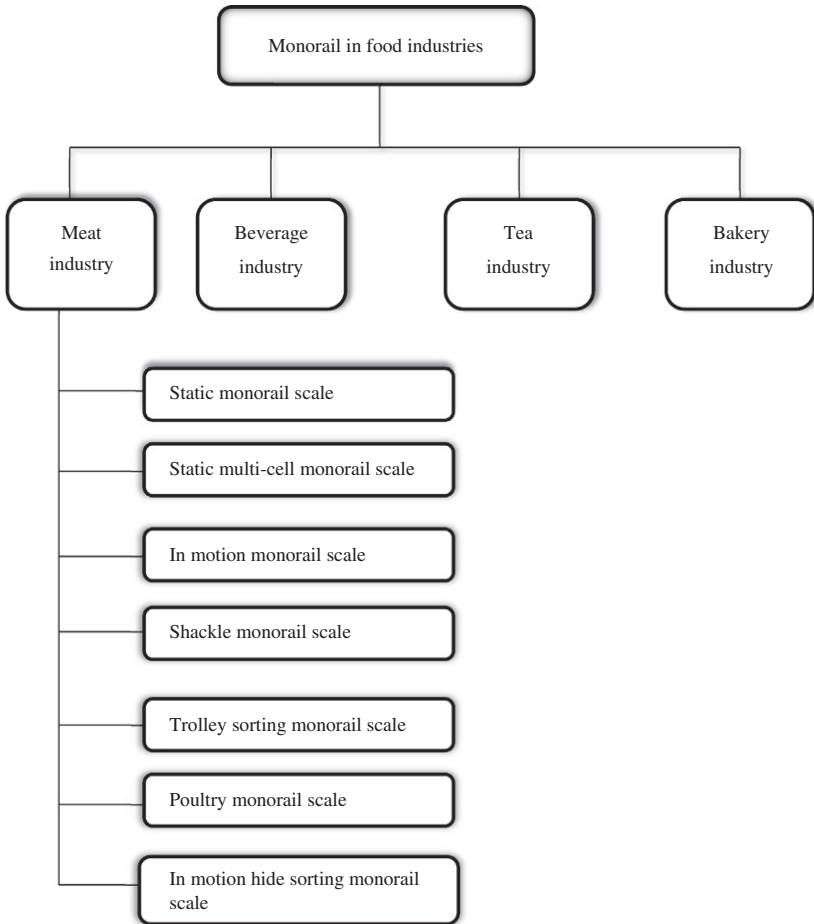 Monorail in food industries
Meat
industry
Beverage
industry
Tea
industry
Bakery
industry
Static monorail scale
Static multi-cell monorail scale
In motion monorail scale
Shackle monorail scale
Trolley sorting monorail scale
Poultry monorail scale
In motion hide sorting monorail
scale